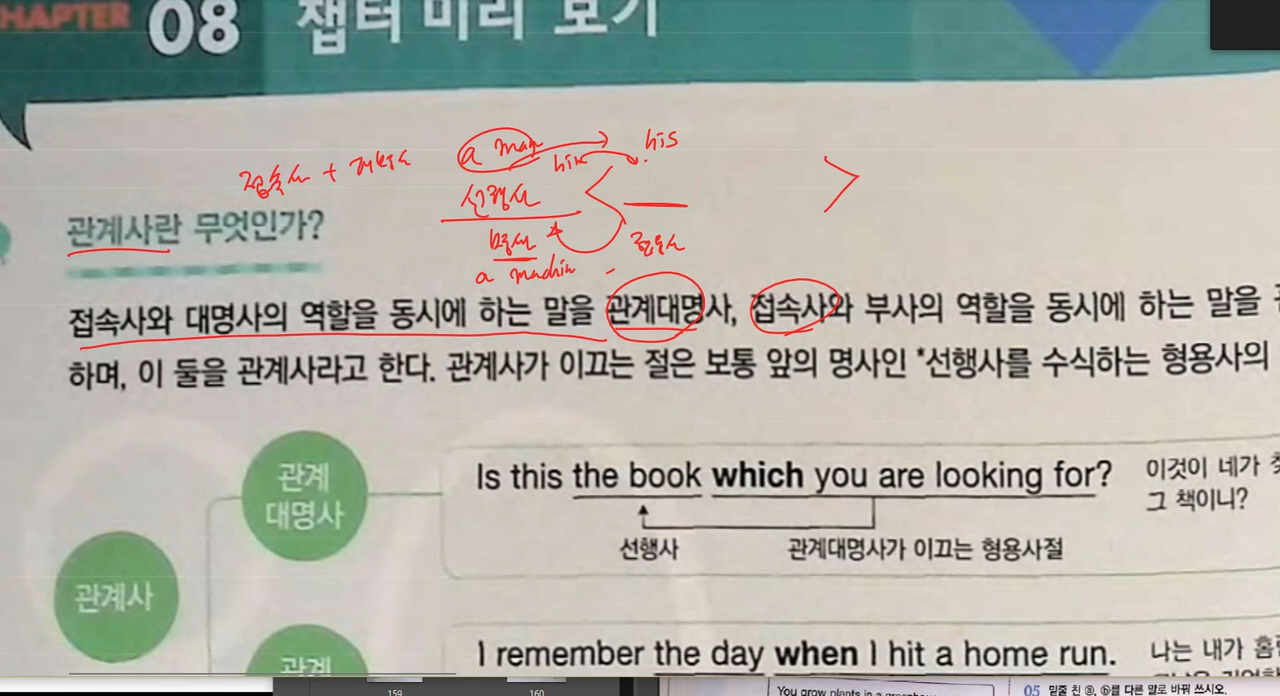 CHAPTER 08 챕터 미리 보기
a man him his
접속사 +
선행사
관계사란 무엇인가?
명사 접속사
a
접속사와 대명사의 역할을 동시에 하는 말을 관계대명사, 접속사와 부사의 역할을 동시에 하는 말을
하며, 이 둘을 관계사라고 한다. 관계사가 이끄는 절은 보통 앞의 명사인 *선행사를 수식하는 형용사의
관계
대명사
Is this the book which you are looking for?
이것이 네가
그 책이니?
선행사 관계대명사가 이끄는 형용사절
관계사
관계
I remember the day when I hit a home run.
나는 내가 홈런
159 160
You grow plants in a greenhouse
05 밑줄 친 ⓐ, ⓑ를 다른 말로 바꿔 쓰시오.